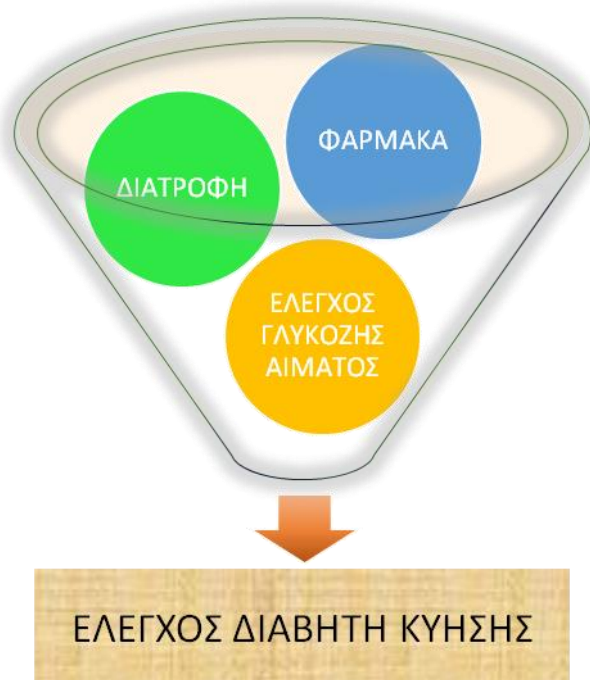 ΦΑΡΜΑΚΑ
ΔΙΑΤΡΟΦΗ
ΕΛΕΓΧΟΣ
ΓΛΥΚΟΖΗΣ
ΑΙΜΑΤΟΣ
ΕΛΕΓΧΟΣ ΔΙΑΒΗΤΗ ΚΥΗΣΗΣ